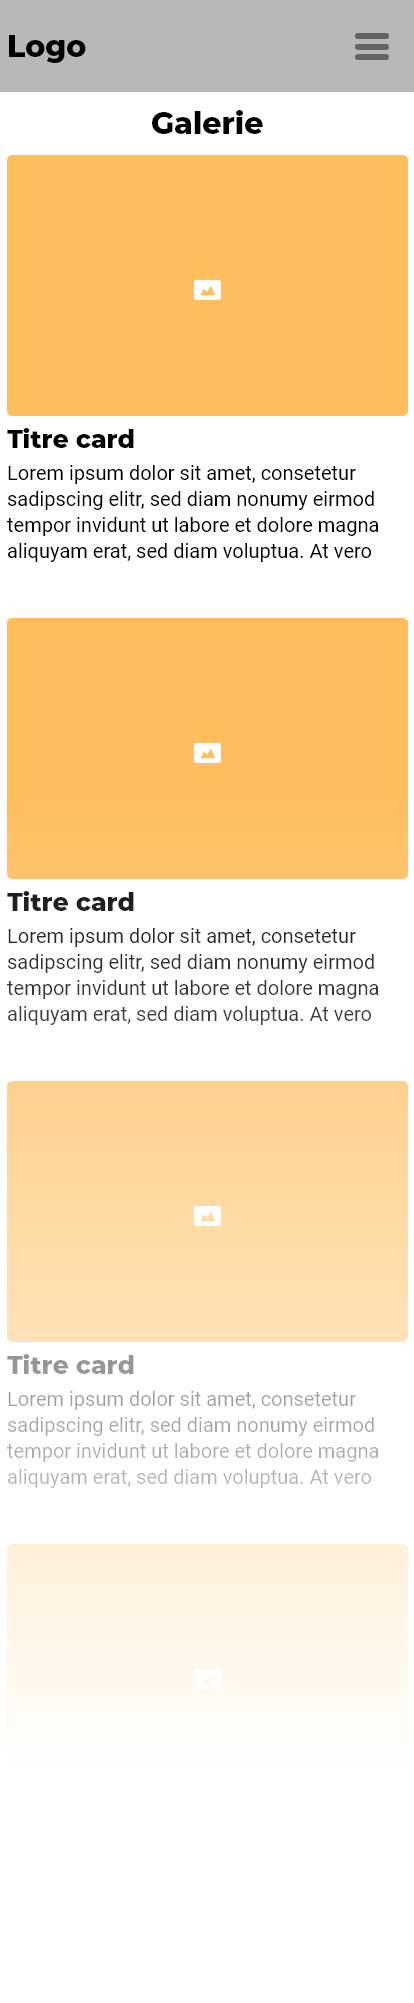 Logo
Galerie
Titre card
Lorem ipsum dolor sit amet, consetetur
sadipscing elitr, sed diam nonumy eirmod
tempor invidunt ut labore et dolore magna
aliquyam erat, sed diam voluptua. At vero
Titre card
Lorem ipsum dolor sit amet, consetetur
sadipscing elitr, sed diam nonumy eirmod
tempor invidunt ut labore et dolore magna
aliquyam erat, sed diam voluptua. At vero
Titre card
Lorem ipsum dolor sit amet, consetetur
sadipscing elitr, sed diam nonumy eirmod
tempor invidunt ut labore et dolore magna
aliquyam erat, sed diam voluptua. At vero